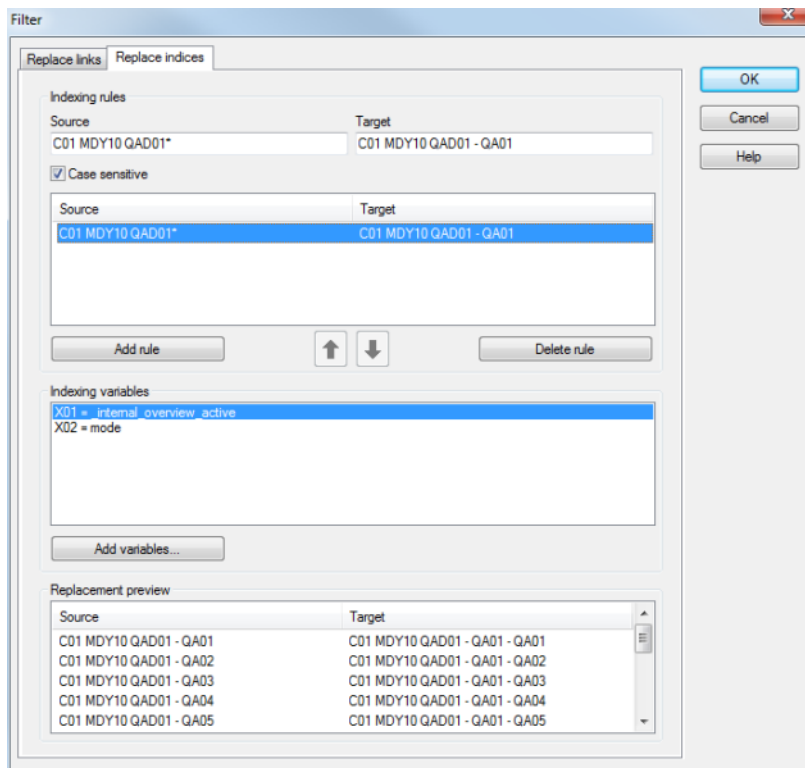 Filter
Replace links Replace indices
OK
Cancel
Help
Indexing rules
Source Target
C01 MDY10 QAD01* C01 MDY10 QAD01 - QA01
Case sensitive
Source Target
C01 MDY10 QAD01* C01 MDY10 QAD01 - QA01
Add rule Delete rule
Indexing variables
X01 = _internal_overview_active
X02 = mode
Add variables...
Replacement preview
Source Target
C01 MDY10 QAD01 - QA01 C01 MDY10 QAD01 - QA01 - QA01
C01 MDY10 QAD01 - QA02 C01 MDY10 QAD01 - QA01 - QA02
C01 MDY10 QAD01 - QA03 C01 MDY10 QAD01 - QA01 - QA03
C01 MDY10 QAD01 - QA04 C01 MDY10 QAD01 - QA01 - QA04
C01 MDY10 QAD01 - QA05 C01 MDY10 QAD01 - QA01 - QA05